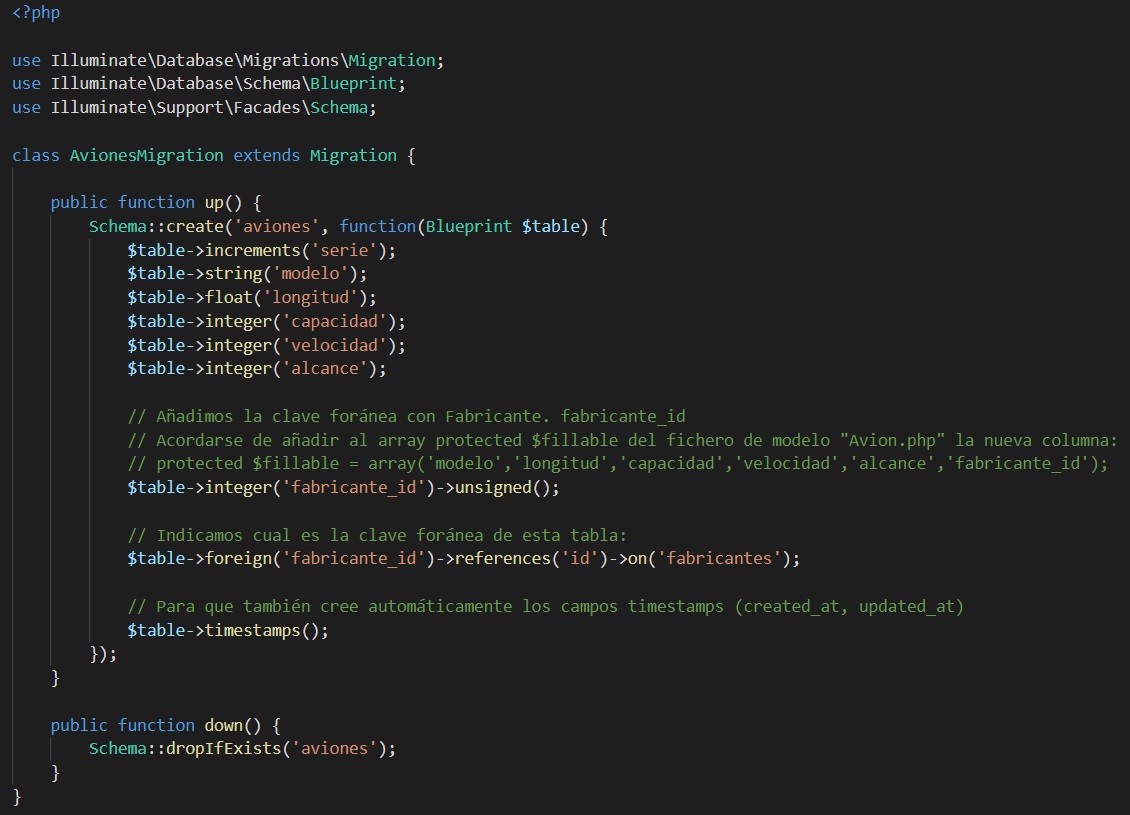 <?php
use Illuminate\Database\Migrations\Migration;
use Illuminate\Database\Schema\Blueprint;
use Illuminate\Support\Facades\Schema;
class AvionesMigration extends Migration {
public function up() {
Schema::create('aviones', function(Blueprint $table) {
$table->increments('serie');
$table->string('modelo');
$table->float('longitud');
$table->integer('capacidad');
$table->integer('velocidad');
$table->integer('alcance');
// Añadimos la clave foránea con Fabricante. fabricante_id
// Acordarse de añadir al array protected $fillable del fichero de modelo "Avion.php" la nueva columna:
// protected $fillable = array('modelo','longitud','capacidad','velocidad','alcance','fabricante_id');
$table->integer('fabricante_id')->unsigned();
// Indicamos cual es la clave foránea de esta tabla:
$table->foreign('fabricante_id')->references('id')->on('fabricantes');
// Para que también cree automáticamente los campos timestamps (created_at, updated_at)
$table->timestamps();
});
}
public function down() {
Schema::dropIfExists('aviones');
}
}